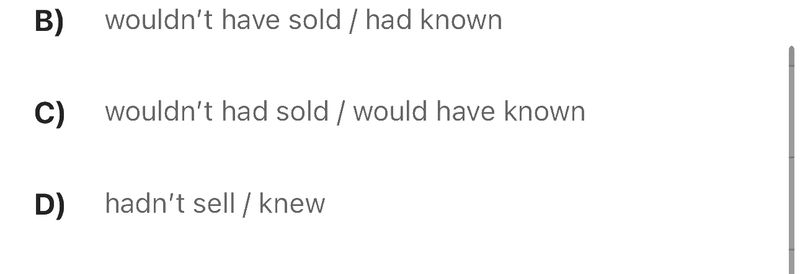 B) wouldn't have sold / had known
C) wouldn't had sold / would have known
D) hadn't sell / knew